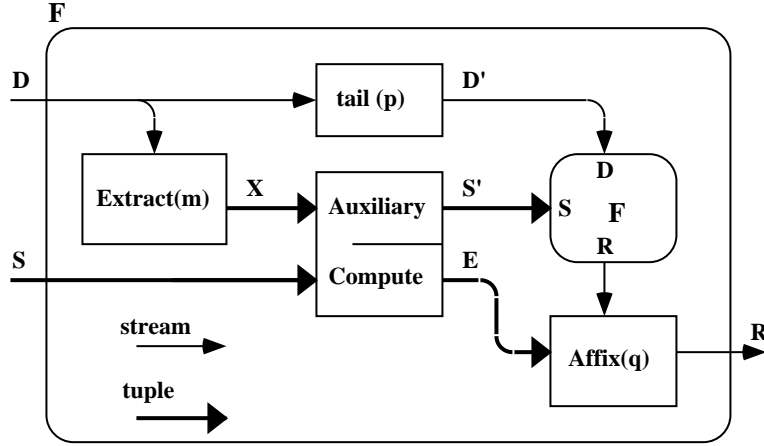 F
D
tail (p)
D'
Extract(m)
X
Auxiliary
S'
D
S
F
R
S
Compute
E
stream
Affix(q)
R
tuple